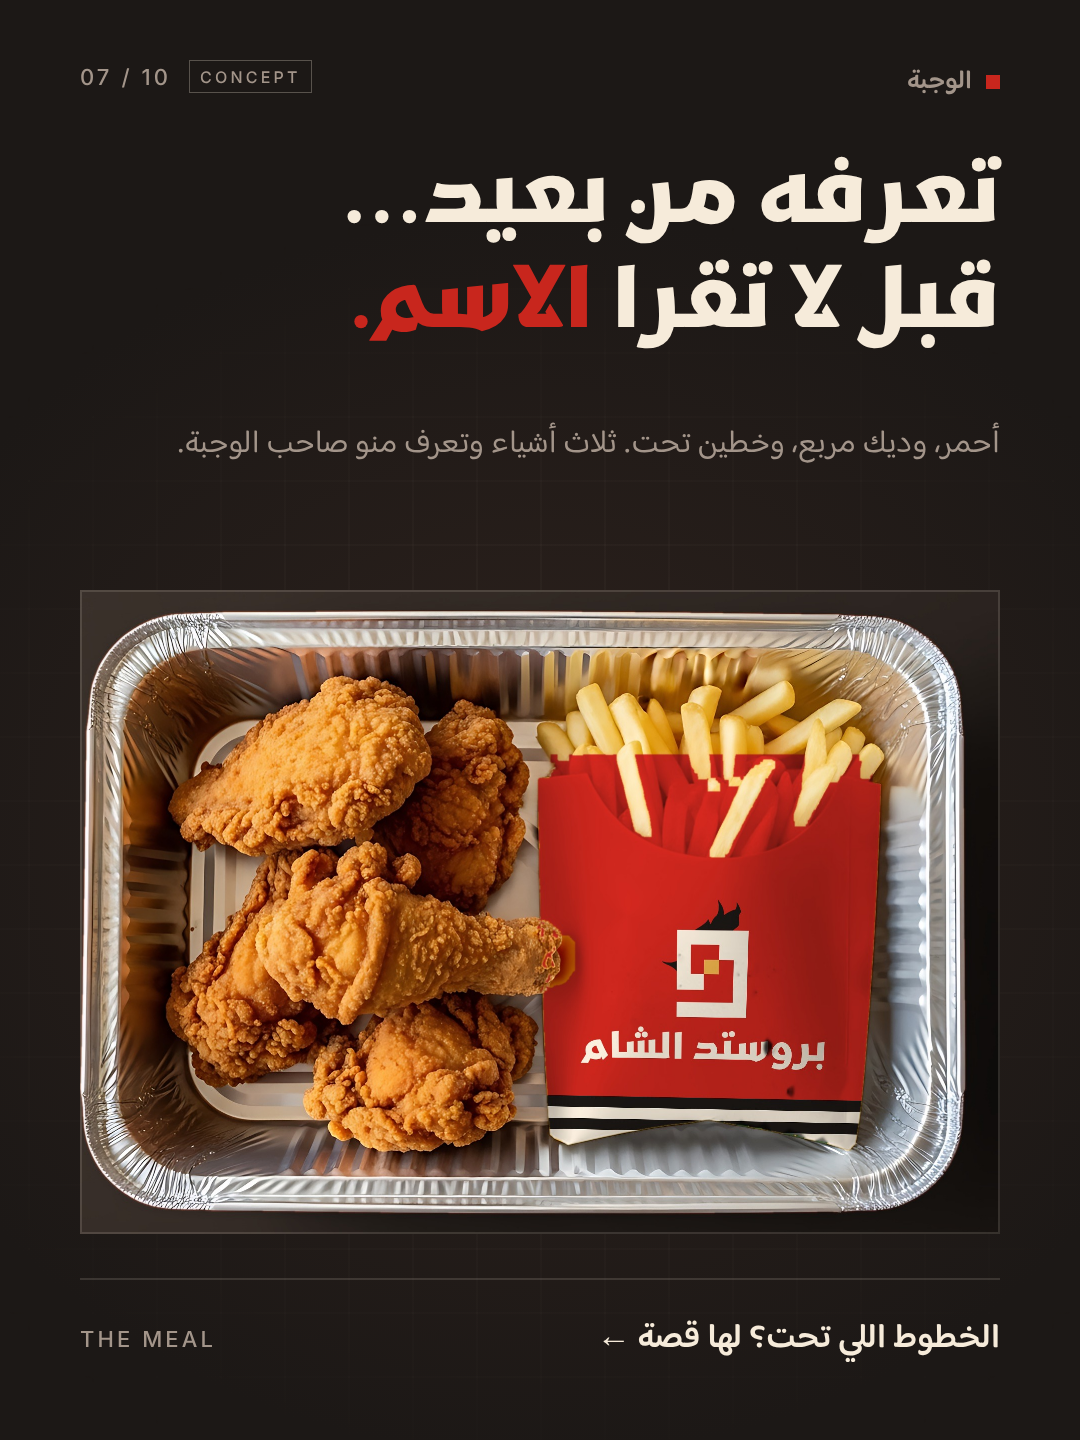 الوجبة
07 / 10 CONCEPT
تعرفه من بعيد...
قبل لا تقرا الاسم.
أحمر، وديك مربع، وخطين تحت. ثلاث أشياء وتعرف منو صاحب الوجبة.
بروستد الشام
الخطوط اللي تحت؟ لها قصة ←
THE MEAL